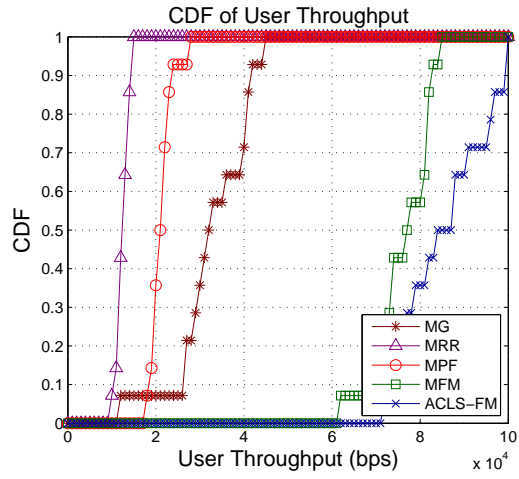 CDF of User Throughput
1
0.9
0.8
0.7
0.6
0.5
0.4
0.3
0.2
0.1
0
CDF
MG
MRR
MPF
MFM
ACLS-FM
0 2 4 6 8 10
x 10^4
User Throughput (bps)